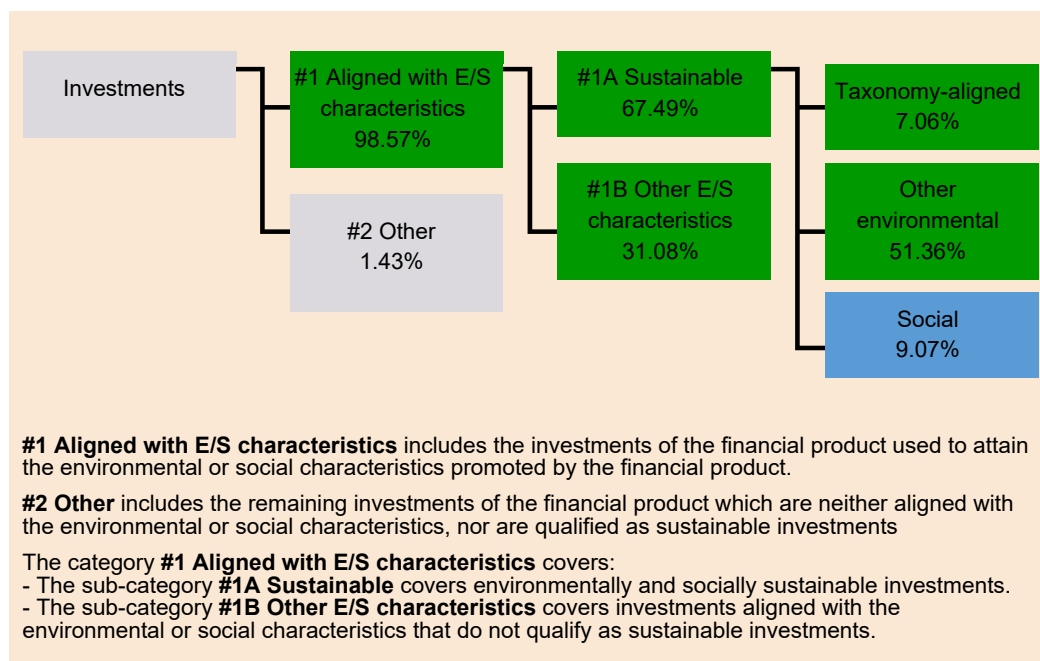 Investments
#1 Aligned with E/S
characteristics
98.57%
#2 Other
1.43%
#1A Sustainable
67.49%
#1B Other E/S
characteristics
31.08%
Taxonomy-aligned
7.06%
Other
environmental
51.36%
Social
9.07%
#1 Aligned with E/S characteristics includes the investments of the financial product used to attain
the environmental or social characteristics promoted by the financial product.
#2 Other includes the remaining investments of the financial product which are neither aligned with
the environmental or social characteristics, nor are qualified as sustainable investments
The category #1 Aligned with E/S characteristics covers:
- The sub-category #1A Sustainable covers environmentally and socially sustainable investments.
- The sub-category #1B Other E/S characteristics covers investments aligned with the
environmental or social characteristics that do not qualify as sustainable investments.